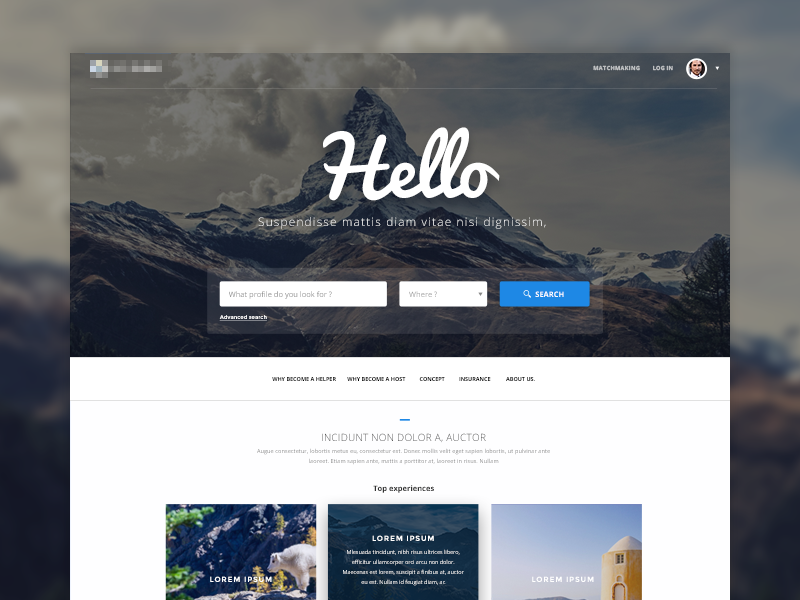 MATCHMAKING LOG IN
Hello
Suspendisse mattis diam vitae nisi dignissim,
What profile do you look for ? Where ? SEARCH
Advanced search
WHY BECOME A HELPER WHY BECOME A HOST CONCEPT INSURANCE ABOUT US.
INCIDUNT NON DOLOR A, AUCTOR
Augue consectetur, lobortis metus eu, consectetur est. Donec mollis velit eget sapien lobortis, ut pulvinar ante
laoreet. Etiam sapien ante, mattis a porttitor at, laoreet in risus. Nullam
Top experiences
LOREM IPSUM
LOREM IPSUM
Mlesuada tincidunt, nibh risus ultrices libero,
efficitur ullamcorper orci arcu non dui.
Maecenas est lorem, suscipit a finibus at, auctor
eu est. Nullam id feugiat diam, ac
LOREM IPSUM